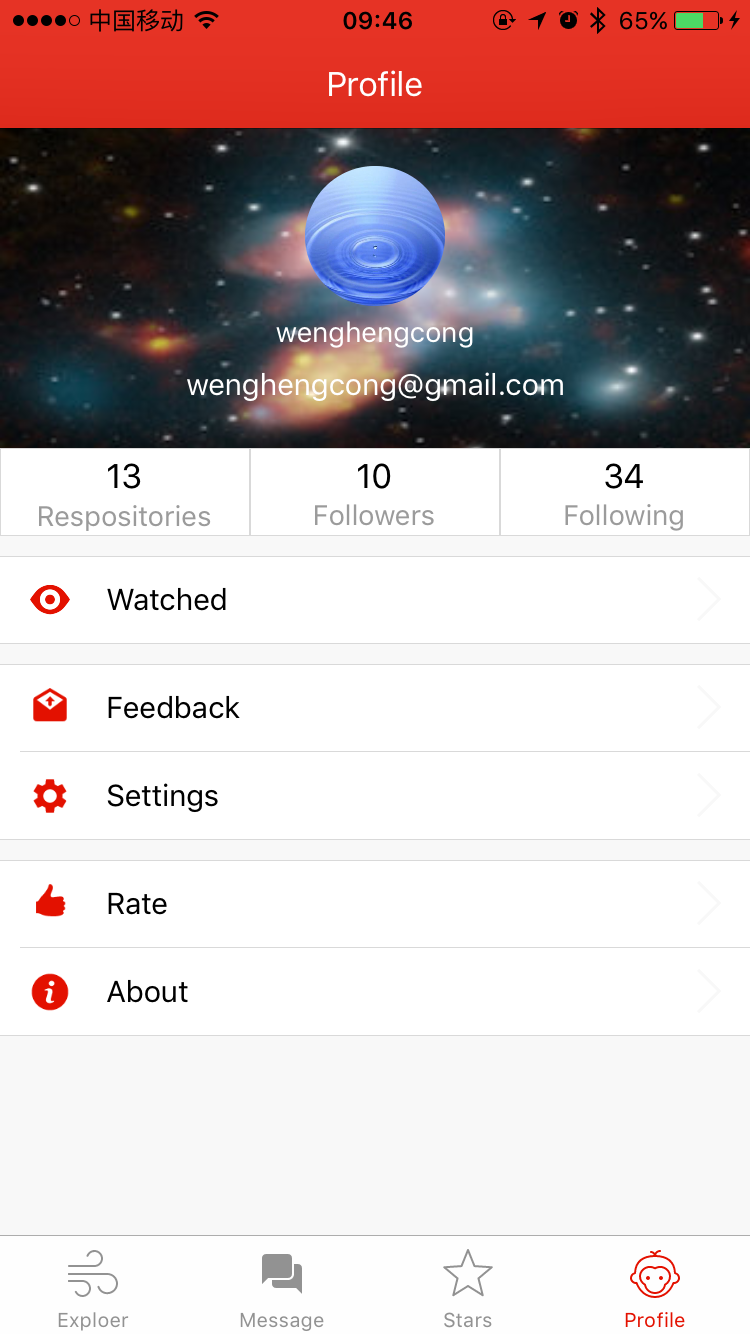 中国移动 09:46 65%
Profile
wenghengcong
wenghengcong@gmail.com
13 10 34
Respositories Followers Following
Watched
Feedback
Settings
Rate
About
Exploer Message Stars Profile